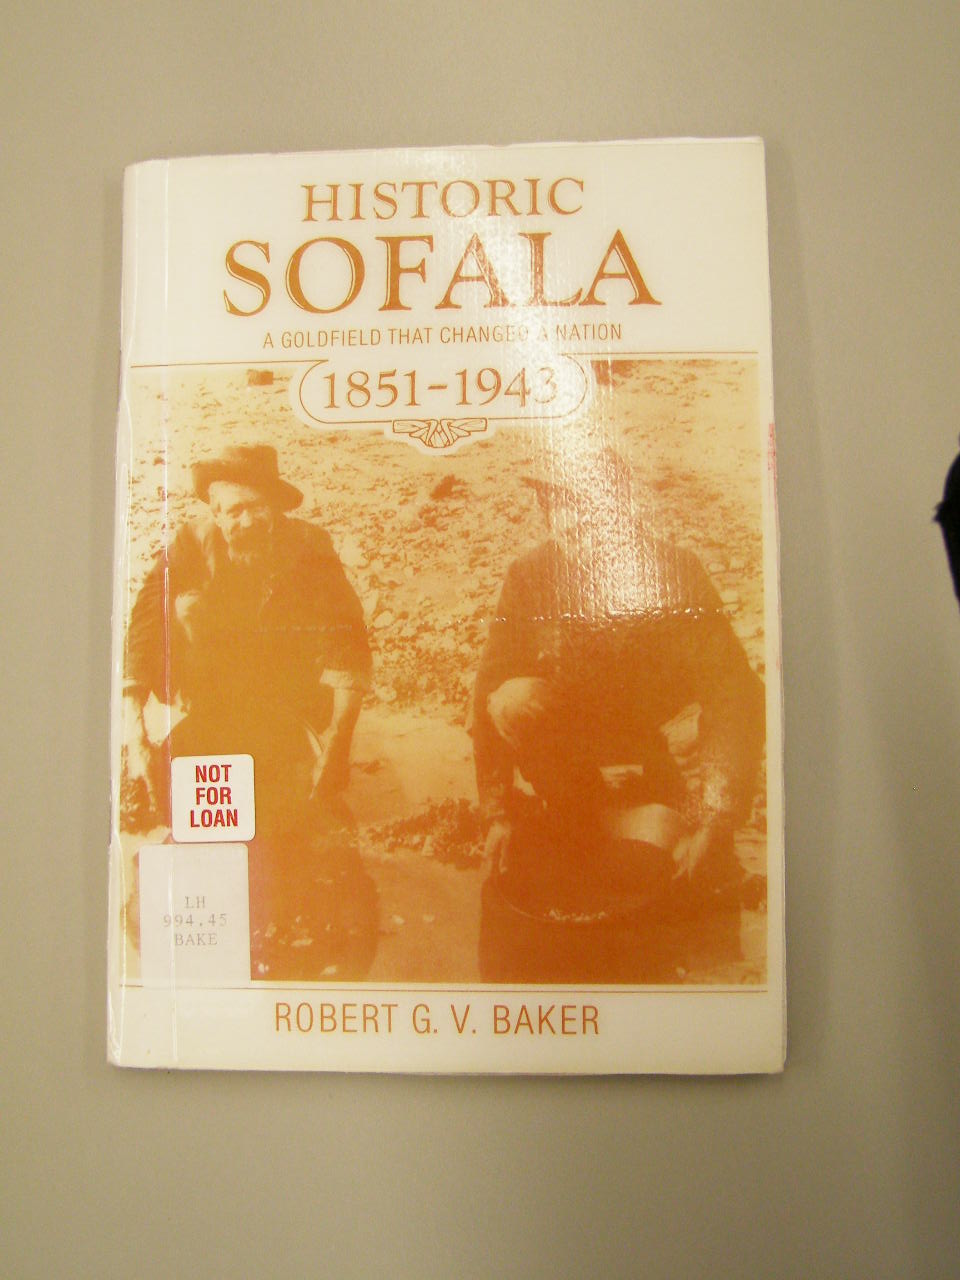 HISTORIC
SOFALA
A GOLDFIELD THAT CHANGED A NATION
1851-1943
NOT
FOR
LOAN
LH
994.45
BAKE
ROBERT G. V. BAKER